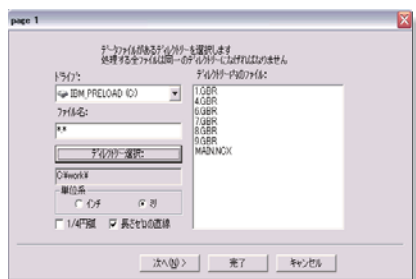 page 1
データファイルがあるディレクトリーを選択します
処理する全ファイルは同一のディレクトリーになければなりません
ドライブ:
ディレクトリー内のファイル:
IBM_PRELOAD (C)
ファイル名:
*.*
ディレクトリー選択:
C:¥work¥
単位系
インチ
ミリ
1/4円弧
長さゼロの直線
1.GBR
4.GBR
6.GBR
7.GBR
8.GBR
9.GBR
MAIN.NCX
次へ(N) >
完了
キャンセル